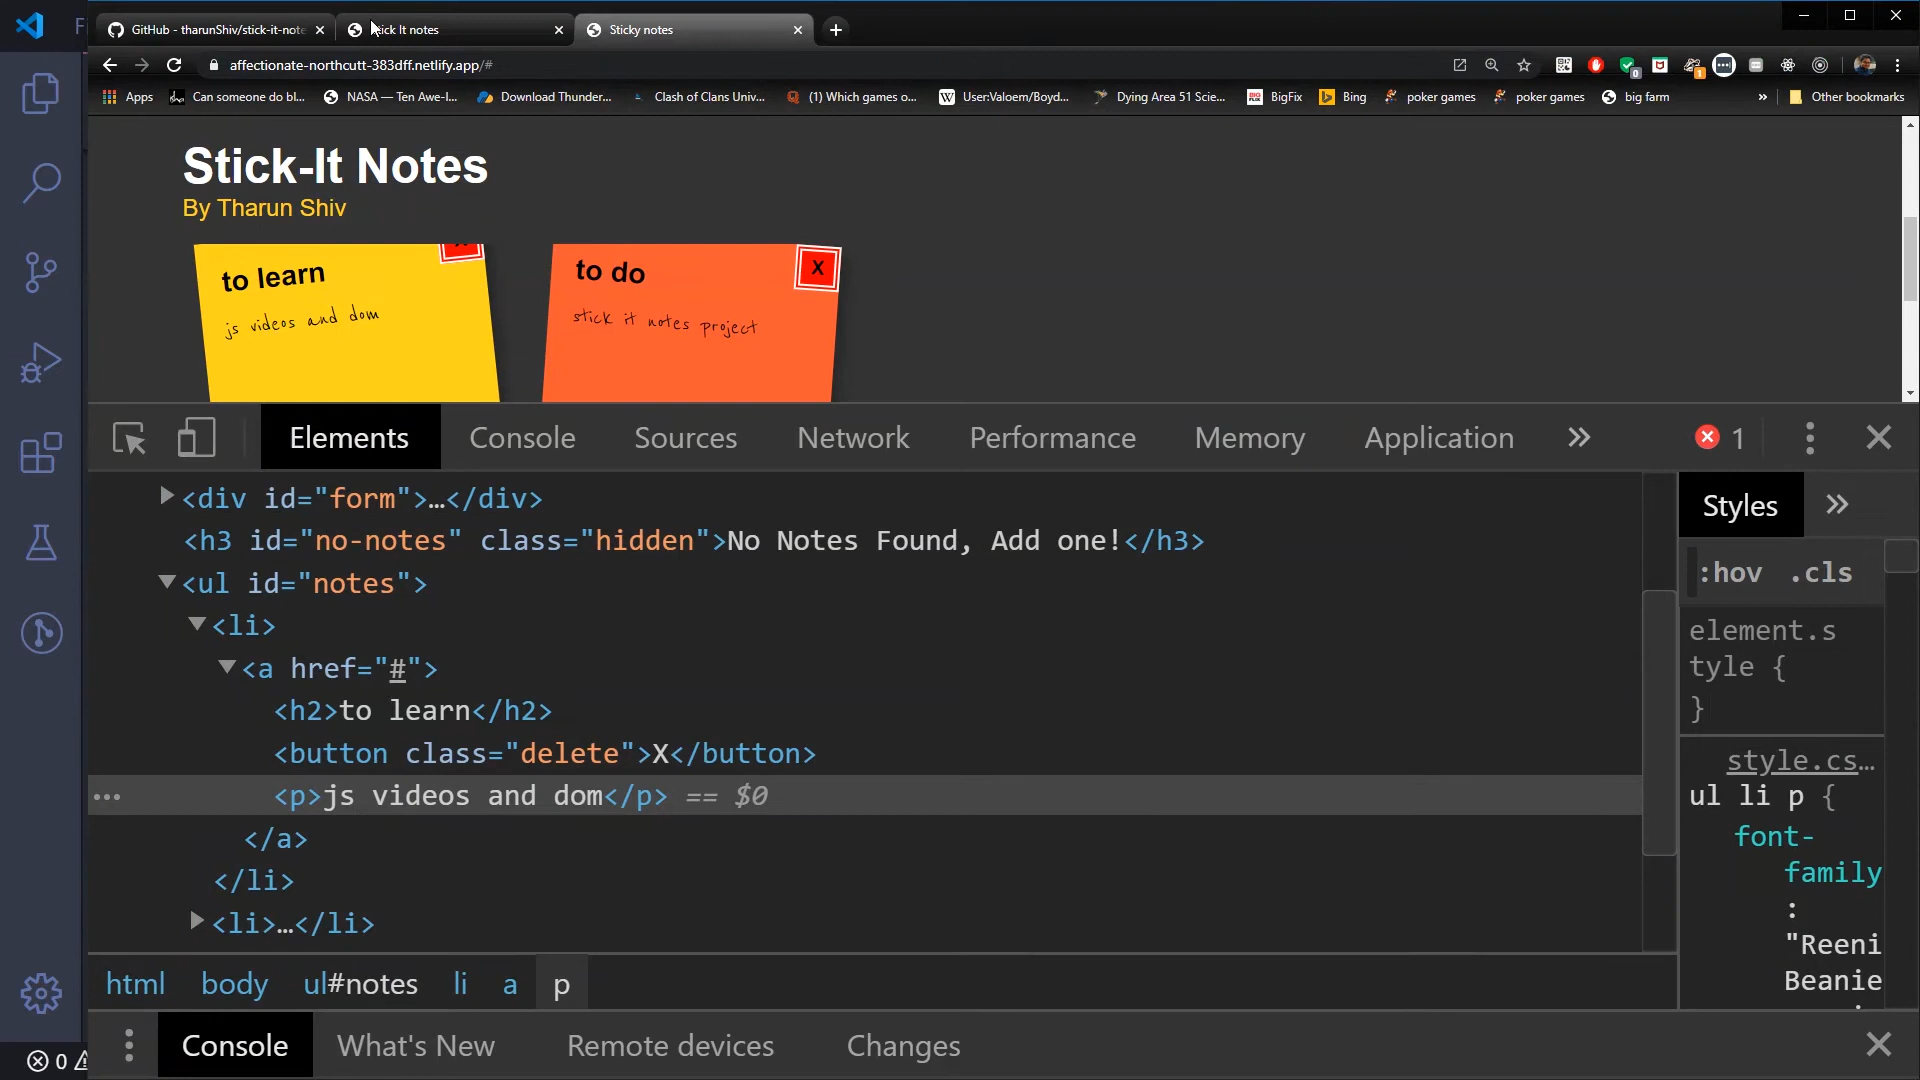 GitHub - tharunShiv/stick-it-note
Stick It notes
Sticky notes
affectionate-northcutt-383dff.netlify.app/#
Apps
Can someone do bl...
NASA — Ten Awe-I...
Download Thunder...
Clash of Clans Univ...
(1) Which games o...
User:Valoem/Boyd...
Dying Area 51 Scie...
BigFix
Bing
poker games
poker games
big farm
»
Other bookmarks
Stick-It Notes
By Tharun Shiv
to learn
js videos and dom
to do
X
stick it notes project
Elements
Console
Sources
Network
Performance
Memory
Application
»
1
<div id="form">…</div>
<h3 id="no-notes" class="hidden">No Notes Found, Add one!</h3>
<ul id="notes">
<li>
<a href="#">
<h2>to learn</h2>
<button class="delete">X</button>
<p>js videos and dom</p> == $0
</a>
</li>
<li>…</li>
Styles
»
:hov .cls
element.s
tyle {
}
style.cs…
ul li p {
font-
family
:
"Reeni
Beanie
html body ul#notes li a p
Console
What's New
Remote devices
Changes
0